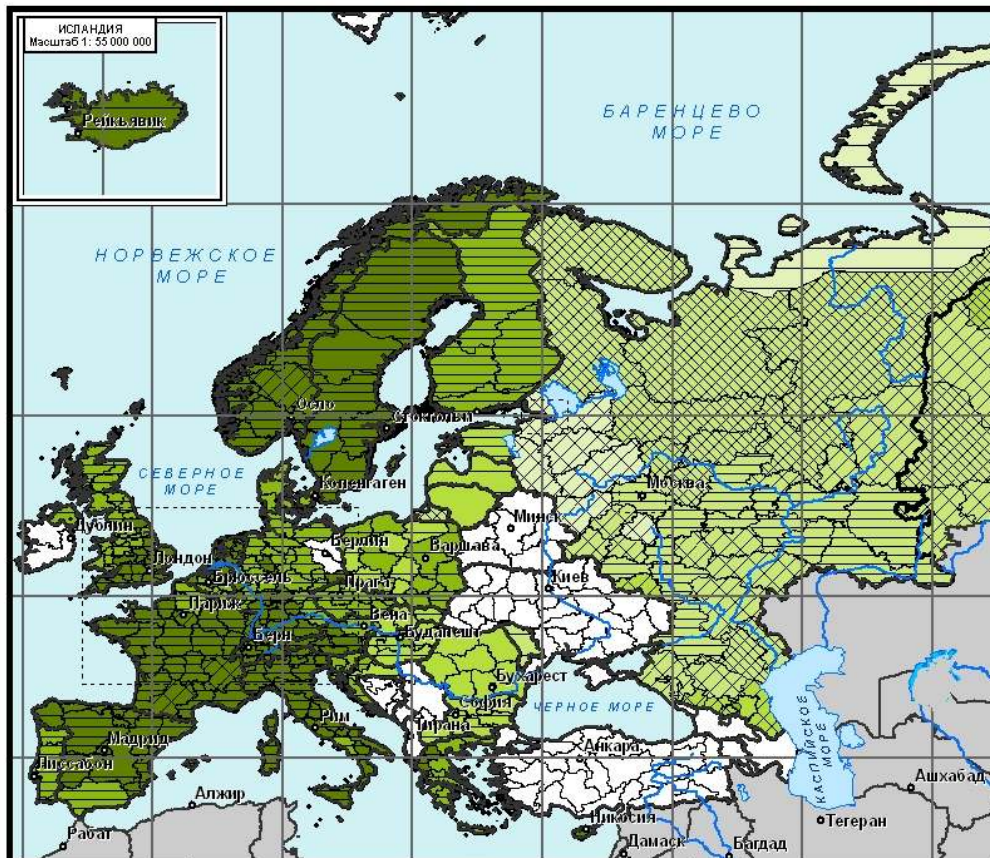 ИСЛАНДИЯ
Масштаб 1: 55 000 000
Рейкьявик
БАРЕНЦЕВО
МОРЕ
НОРВЕЖСКОЕ
МОРЕ
Осло
Стокгольм
СЕВЕРНОЕ
МОРЕ
Копенгаген
Москва
Дублин
Минск
Берлин
Лондон
Варшава
Брюссель
Прага
Киев
Париж
Вена
Берн
Будапешт
Бухарест
София
ЧЕРНОЕ МОРЕ
Рим
Тирана
КАСПИЙСКОЕ
МОРЕ
Мадрид
Анкара
Лиссабон
Ашхабад
Алжир
Никосия
Тегеран
Рабат
Дамаск
Багдад